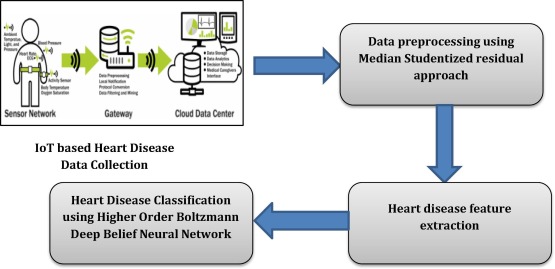 Ambient
Temperature,
Light, and
Pressure
Blood Pressure
Heart Rate,
ECG
Activity Sensor
Body Temperature
Oxygen Saturation
Sensor Network
Data Preprocessing
Local Notification
Protocol Conversion
Data Filtering and Mining
Gateway
Data Storage
Data Analytics
Decision Making
Medical Caregivers
Interface
Cloud Data Center
Data preprocessing using
Median Studentized residual
approach
IoT based Heart Disease
Data Collection
Heart Disease Classification
using Higher Order Boltzmann
Deep Belief Neural Network
Heart disease feature
extraction